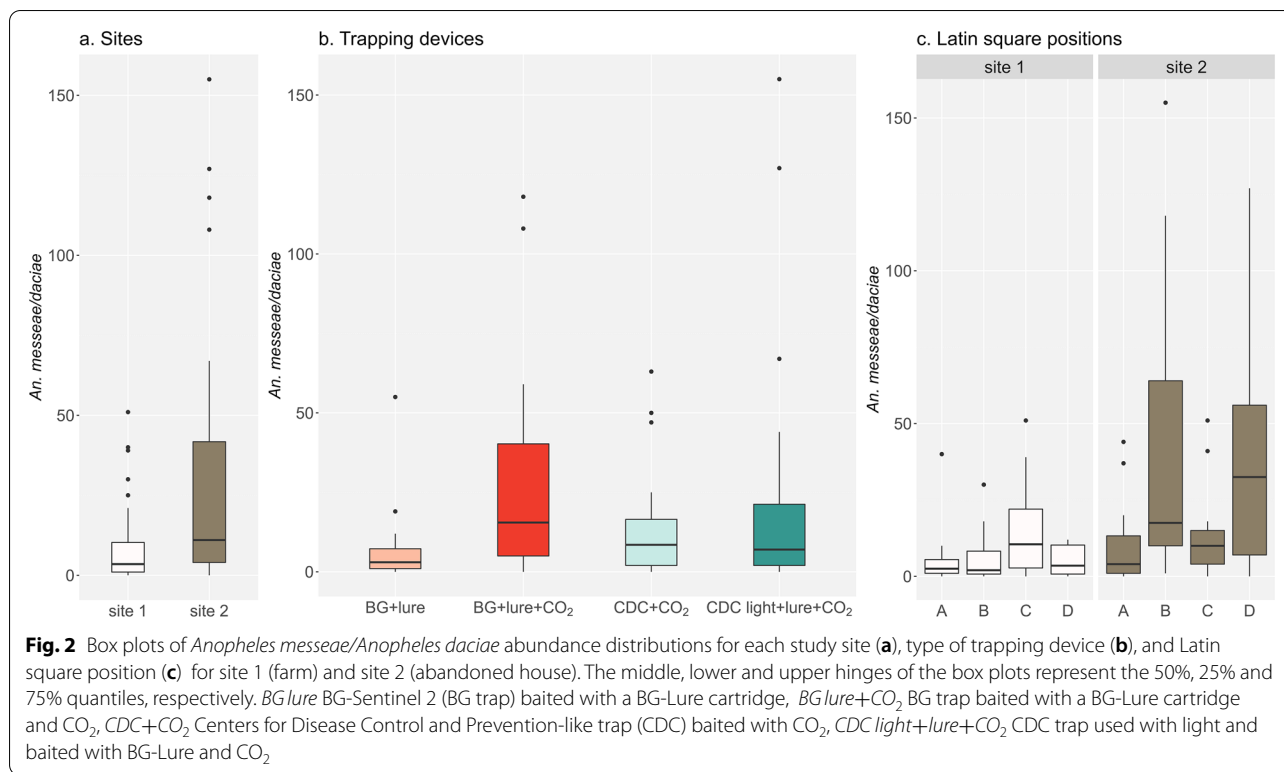 a. Sites
b. Trapping devices
c. Latin square positions
An. messeae/daciae
150
100
50
0
site 1
site 2
An. messeae/daciae
150
100
50
0
BG+lure
BG+lure+CO₂
CDC+CO₂
CDC light+lure+CO₂
site 1
site 2
An. messeae/daciae
150
100
50
0
A
B
C
D
A
B
C
D
Fig. 2 Box plots of Anopheles messeae/Anopheles daciae abundance distributions for each study site (a), type of trapping device (b), and Latin
square position (c) for site 1 (farm) and site 2 (abandoned house). The middle, lower and upper hinges of the box plots represent the 50%, 25% and
75% quantiles, respectively. BG lure BG-Sentinel 2 (BG trap) baited with a BG-Lure cartridge, BG lure+CO₂ BG trap baited with a BG-Lure cartridge
and CO₂, CDC+CO₂ Centers for Disease Control and Prevention-like trap (CDC) baited with CO₂, CDC light+lure+CO₂ CDC trap used with light and
baited with BG-Lure and CO₂